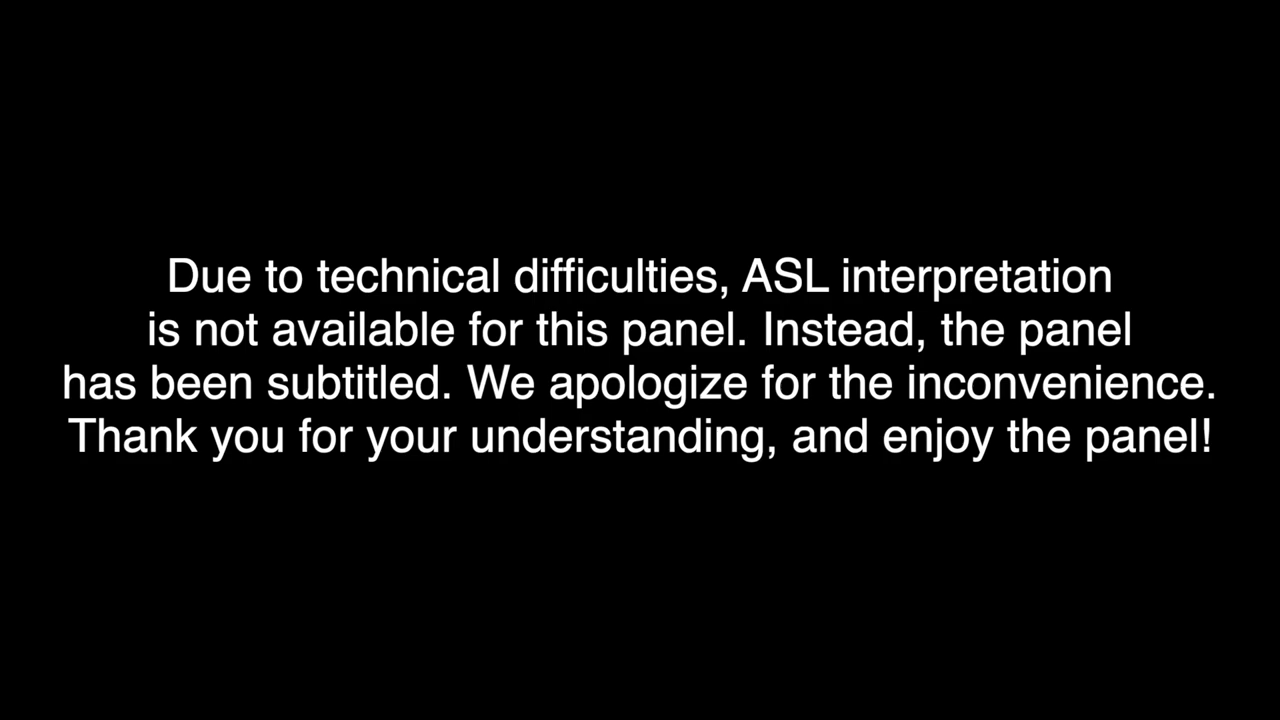 Due to technical difficulties, ASL interpretation
is not available for this panel. Instead, the panel
has been subtitled. We apologize for the inconvenience.
Thank you for your understanding, and enjoy the panel!